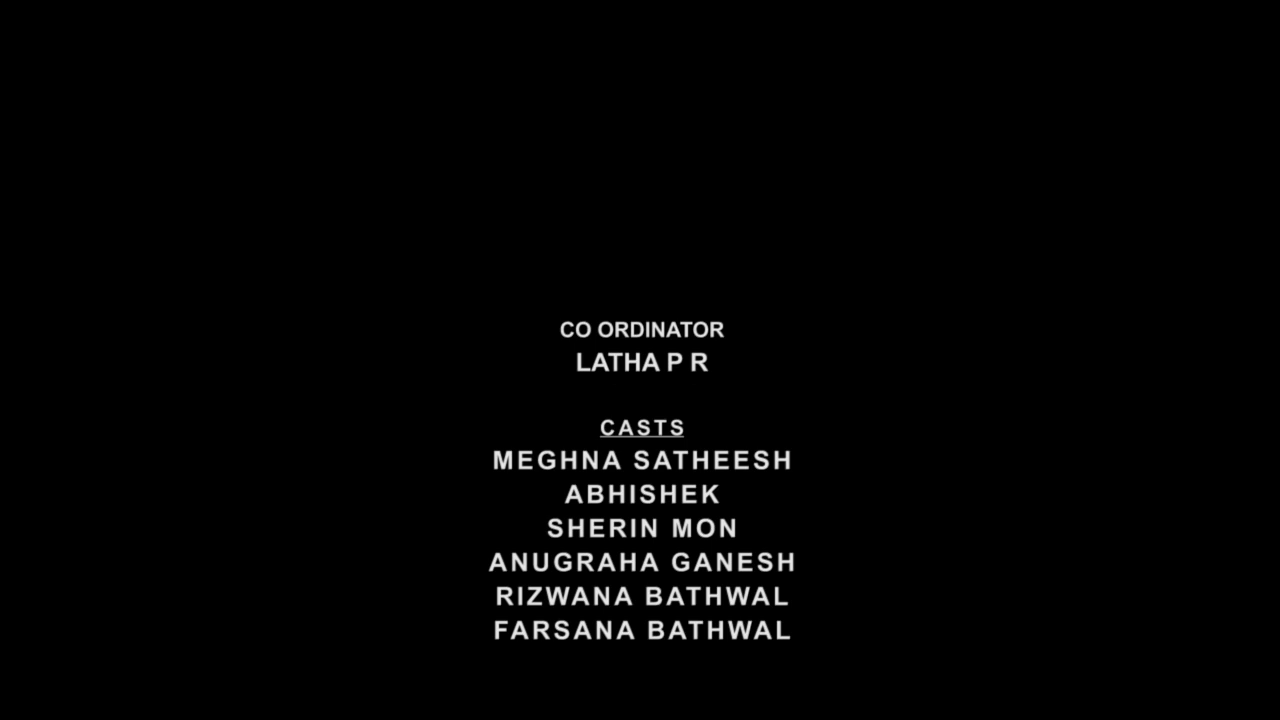 CO ORDINATOR
LATHA P R
CASTS
MEGHNA SATHEESH
ABHISHEK
SHERIN MON
ANUGRAHA GANESH
RIZWANA BATHWAL
FARSANA BATHWAL